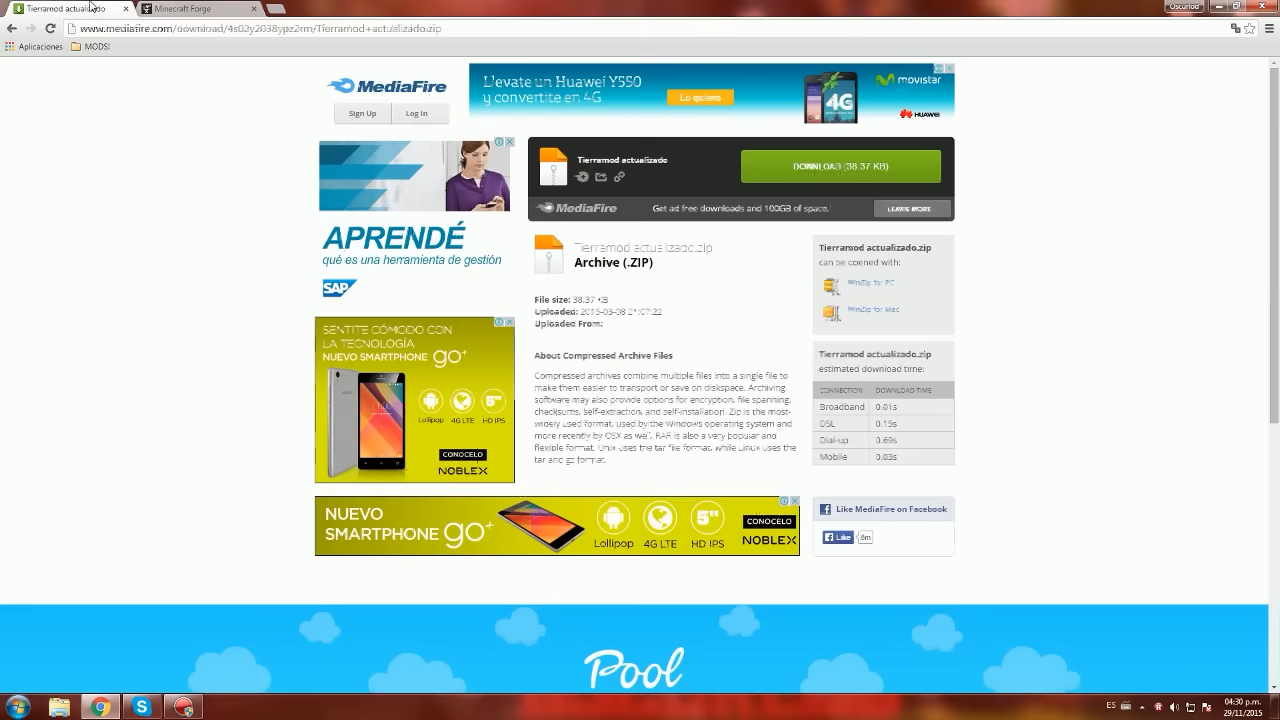 Tierramod actualizado
Minecraft Forge
Oscurlod
www.mediafire.com/download/4s02y2038ypz2rm/Tierramod+actualizado.zip
Aplicaciones
MODS!
MediaFire
Sign Up
Log In
Llevate un Huawei Y550
y convertite en 4G
Lo quiero
4G
movistar
HUAWEI
APRENDÉ
qué es una herramienta de gestión
SAP
Tierramod actualizado
DOWNLOAD (38.37 KB)
MediaFire
Get ad free downloads and 100GB of space.
LEARN MORE
Tierramod actualizado.zip
Archive (.ZIP)
File size: 38.37 KB
Uploaded From:
About Compressed Archive Files
Compressed archives combine multiple files into a single file to
make them easier to transport or save on diskspace. Archiving
software may also provide options for encryption, file spanning,
checksums, self-extraction, and self-installation. Zip is the most-
widely used format, used by the Windows operating system and
more recently by OSX as well. RAR is also a very popular and
flexible format. Unix uses the tar file format, while Linux uses the
tar and gz format.
Tierramod actualizado.zip
can be opened with:
WinZip for PC
WinZip for Mac
Tierramod actualizado.zip
estimated download time:
CONNECTION DOWNLOAD TIME
Broadband 0.01s
DSL 0.15s
Dial-up 0.69s
Mobile 0.03s
SENTITE CÓMODO CON
LA TECNOLOGÍA
NUEVO SMARTPHONE go+
5"
Lollipop 4G LTE HD IPS
CONOCELO
NOBLEX
NUEVO
SMARTPHONE go+
5"
Lollipop 4G LTE HD IPS
CONOCELO
NOBLEX
Like MediaFire on Facebook
Like
Pool
ES
04:30 p.m.
29/11/2015